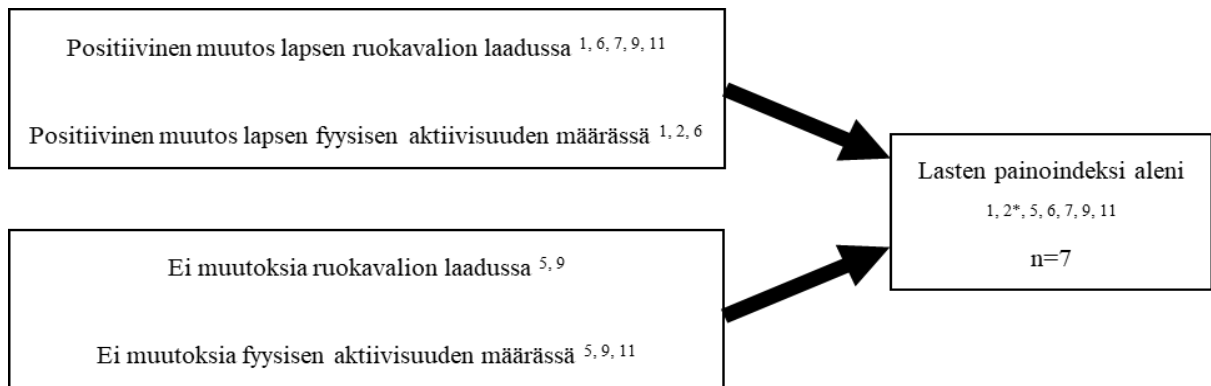 Positiivinen muutos lapsen ruokavalion laadussa 1, 6, 7, 9, 11
Positiivinen muutos lapsen fyysisen aktiivisuuden määrässä 1, 2, 6
Ei muutoksia ruokavalion laadussa 5, 9
Ei muutoksia fyysisen aktiivisuuden määrässä 5, 9, 11
Lasten painoindeksi aleni
1, 2*, 5, 6, 7, 9, 11
n=7